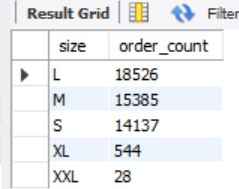 Result Grid Filter
size order_count
L 18526
M 15385
S 14137
XL 544
XXL 28